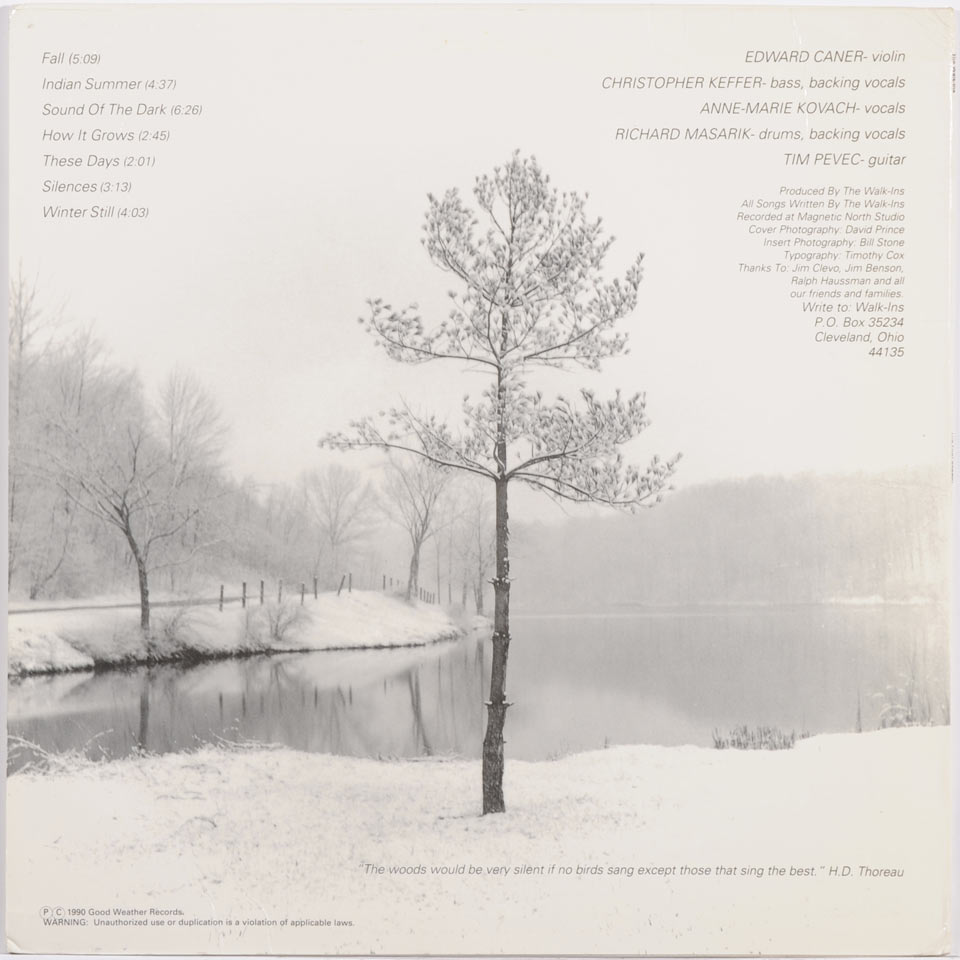 Fall (5:09)
Indian Summer (4:37)
Sound Of The Dark (6:26)
How It Grows (2:45)
These Days (2:01)
Silences (3:13)
Winter Still (4:03)
EDWARD CANER- violin
CHRISTOPHER KEFFER- bass, backing vocals
ANNE-MARIE KOVACH- vocals
RICHARD MASARIK- drums, backing vocals
TIM PEVEC- guitar
Produced By The Walk-Ins
All Songs Written By The Walk-Ins
Recorded at Magnetic North Studio
Cover Photography: David Prince
Insert Photography: Bill Stone
Typography: Timothy Cox
Thanks To: Jim Clevo, Jim Benson,
Ralph Haussman and all
our friends and families.
Write to: Walk-Ins
P.O. Box 35234
Cleveland, Ohio
44135
"The woods would be very silent if no birds sang except those that sing the best." H.D. Thoreau
Ⓟ Ⓒ 1990 Good Weather Records.
WARNING: Unauthorized use or duplication is a violation of applicable laws.